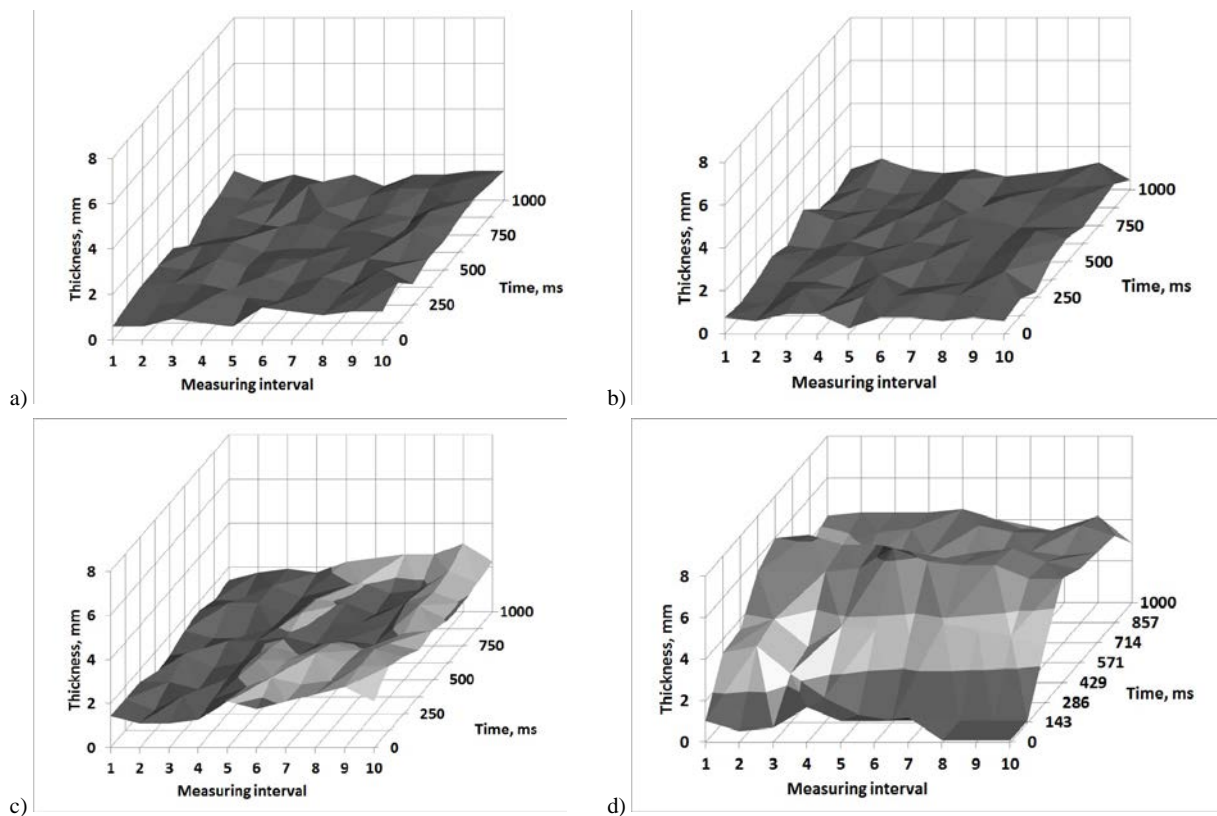 8
6
4
2
0
Thickness, mm
1 2 3 4 5 6 7 8 9 10
Measuring interval
1000
750
500
250
0
Time, ms
a)
8
6
4
2
0
Thickness, mm
1 2 3 4 5 6 7 8 9 10
Measuring interval
1000
750
500
250
0
Time, ms
b)
8
6
4
2
0
Thickness, mm
1 2 3 4 5 6 7 8 9 10
Measuring interval
1000
750
500
250
0
Time, ms
c)
8
6
4
2
0
Thickness, mm
1 2 3 4 5 6 7 8 9 10
Measuring interval
1000
857
714
571
429
286
143
0
Time, ms
d)